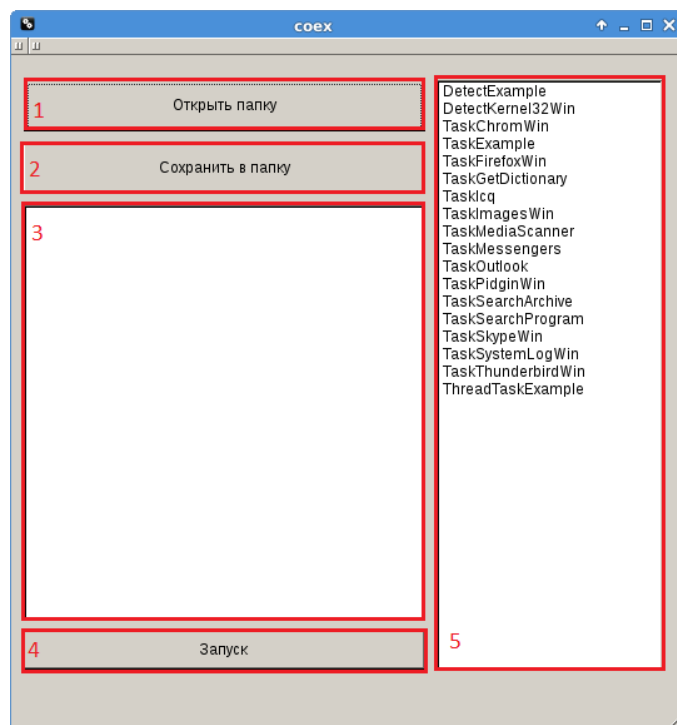 coex
1
Открыть папку
2
Сохранить в папку
3
4
Запуск
DetectExample
DetectKernel32Win
TaskChromWin
TaskExample
TaskFirefoxWin
TaskGetDictionary
TaskIcq
TaskImagesWin
TaskMediaScanner
TaskMessengers
TaskOutlook
TaskPidginWin
TaskSearchArchive
TaskSearchProgram
TaskSkypeWin
TaskSystemLogWin
TaskThunderbirdWin
ThreadTaskExample
5